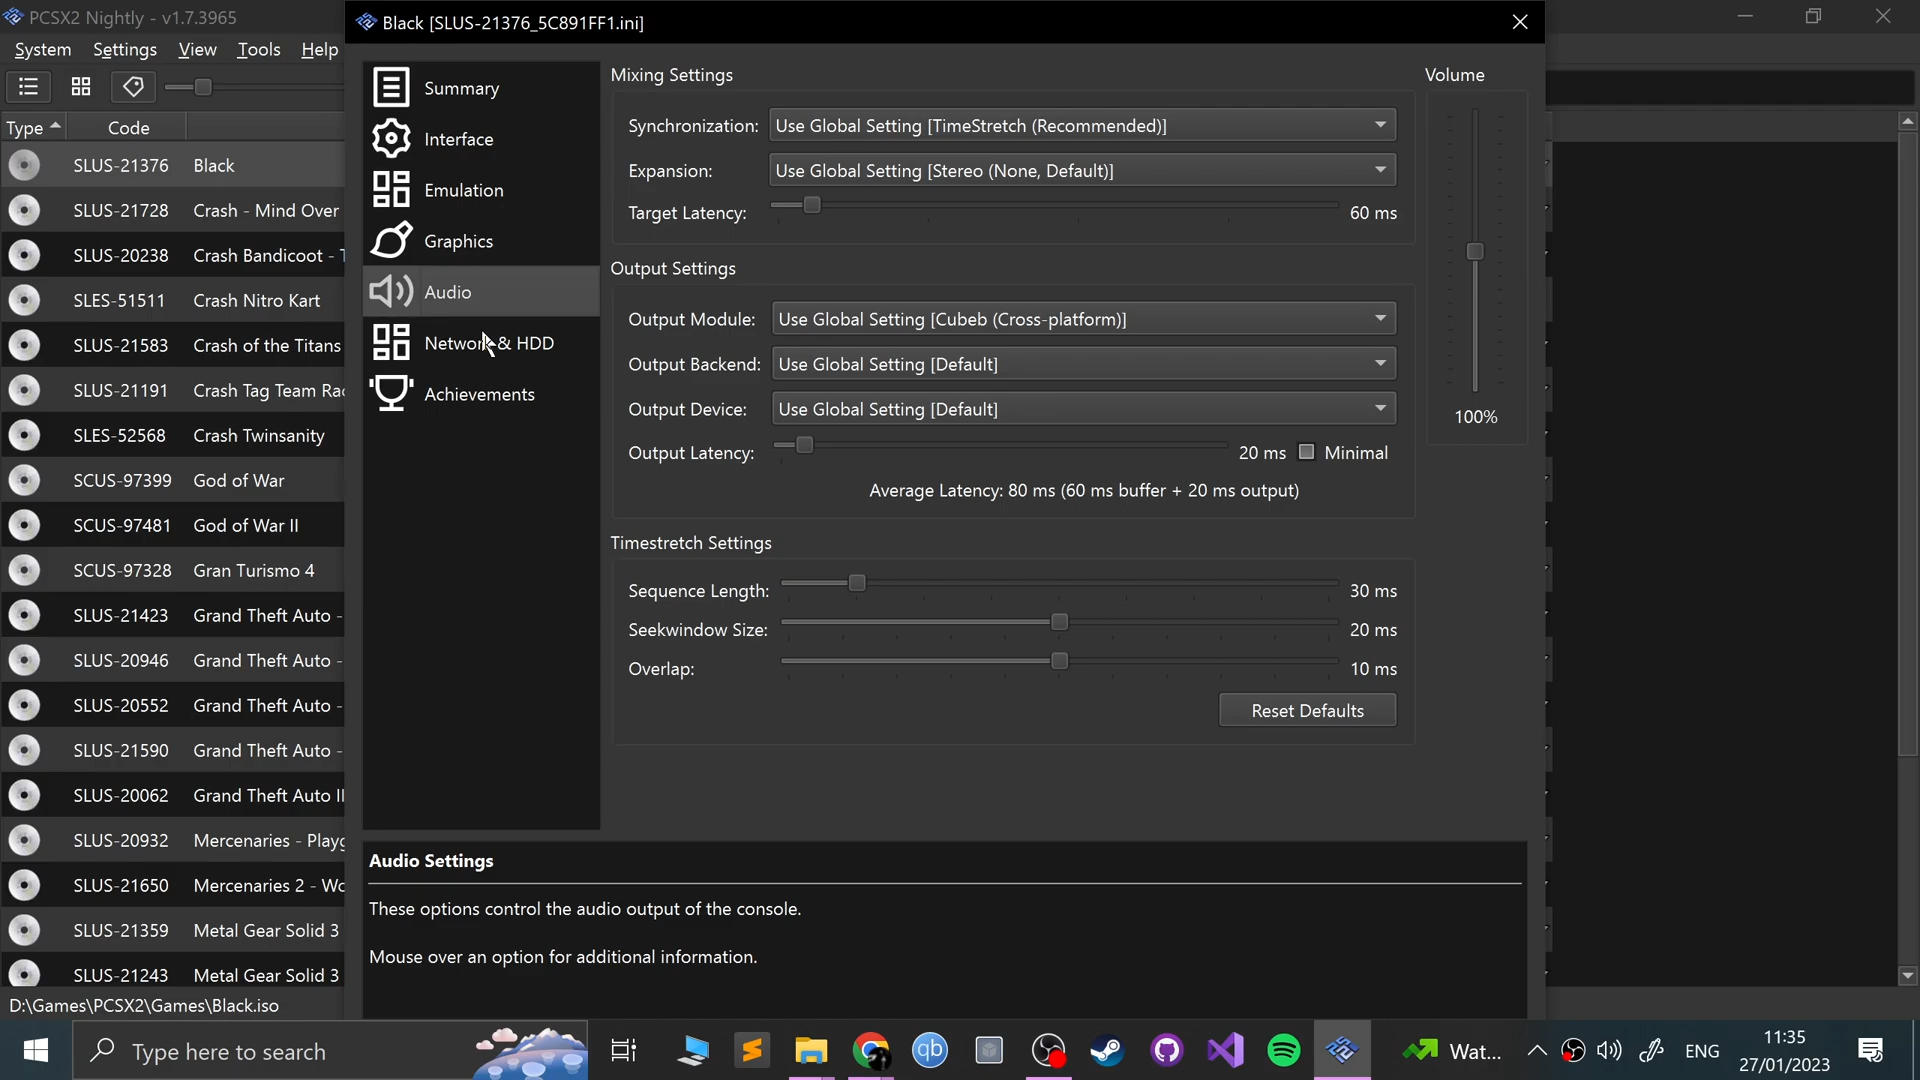 PCSX2 Nightly - v1.7.3965
System Settings View Tools Help
Type Code
SLUS-21376 Black
SLUS-21728 Crash - Mind Over
SLUS-20238 Crash Bandicoot -
SLES-51511 Crash Nitro Kart
SLUS-21583 Crash of the Titans
SLUS-21191 Crash Tag Team Rac
SLES-52568 Crash Twinsanity
SCUS-97399 God of War
SCUS-97481 God of War II
SCUS-97328 Gran Turismo 4
SLUS-21423 Grand Theft Auto -
SLUS-20946 Grand Theft Auto -
SLUS-20552 Grand Theft Auto -
SLUS-21590 Grand Theft Auto -
SLUS-20062 Grand Theft Auto II
SLUS-20932 Mercenaries - Playg
SLUS-21650 Mercenaries 2 - Wo
SLUS-21359 Metal Gear Solid 3
SLUS-21243 Metal Gear Solid 3
D:\Games\PCSX2\Games\Black.iso
Black [SLUS-21376_5C891FF1.ini]
Summary
Interface
Emulation
Graphics
Audio
Network & HDD
Achievements
Mixing Settings
Synchronization: Use Global Setting [TimeStretch (Recommended)]
Expansion: Use Global Setting [Stereo (None, Default)]
Target Latency: 60 ms
Output Settings
Output Module: Use Global Setting [Cubeb (Cross-platform)]
Output Backend: Use Global Setting [Default]
Output Device: Use Global Setting [Default]
Output Latency: 20 ms Minimal
Average Latency: 80 ms (60 ms buffer + 20 ms output)
Timestretch Settings
Sequence Length: 30 ms
Seekwindow Size: 20 ms
Overlap: 10 ms
Reset Defaults
Volume
100%
Audio Settings
These options control the audio output of the console.
Mouse over an option for additional information.
Type here to search
qb
Wat...
ENG
11:35
27/01/2023